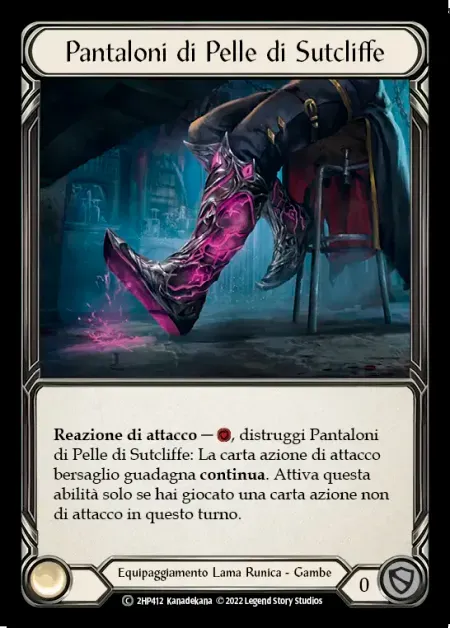 Pantaloni di Pelle di Sutcliffe
Reazione di attacco — , distruggi Pantaloni
di Pelle di Sutcliffe: La carta azione di attacco
bersaglio guadagna continua. Attiva questa
abilità solo se hai giocato una carta azione non
di attacco in questo turno.
Equipaggiamento Lama Runica - Gambe
0
C 2HP412 Kanadekana © 2022 Legend Story Studios